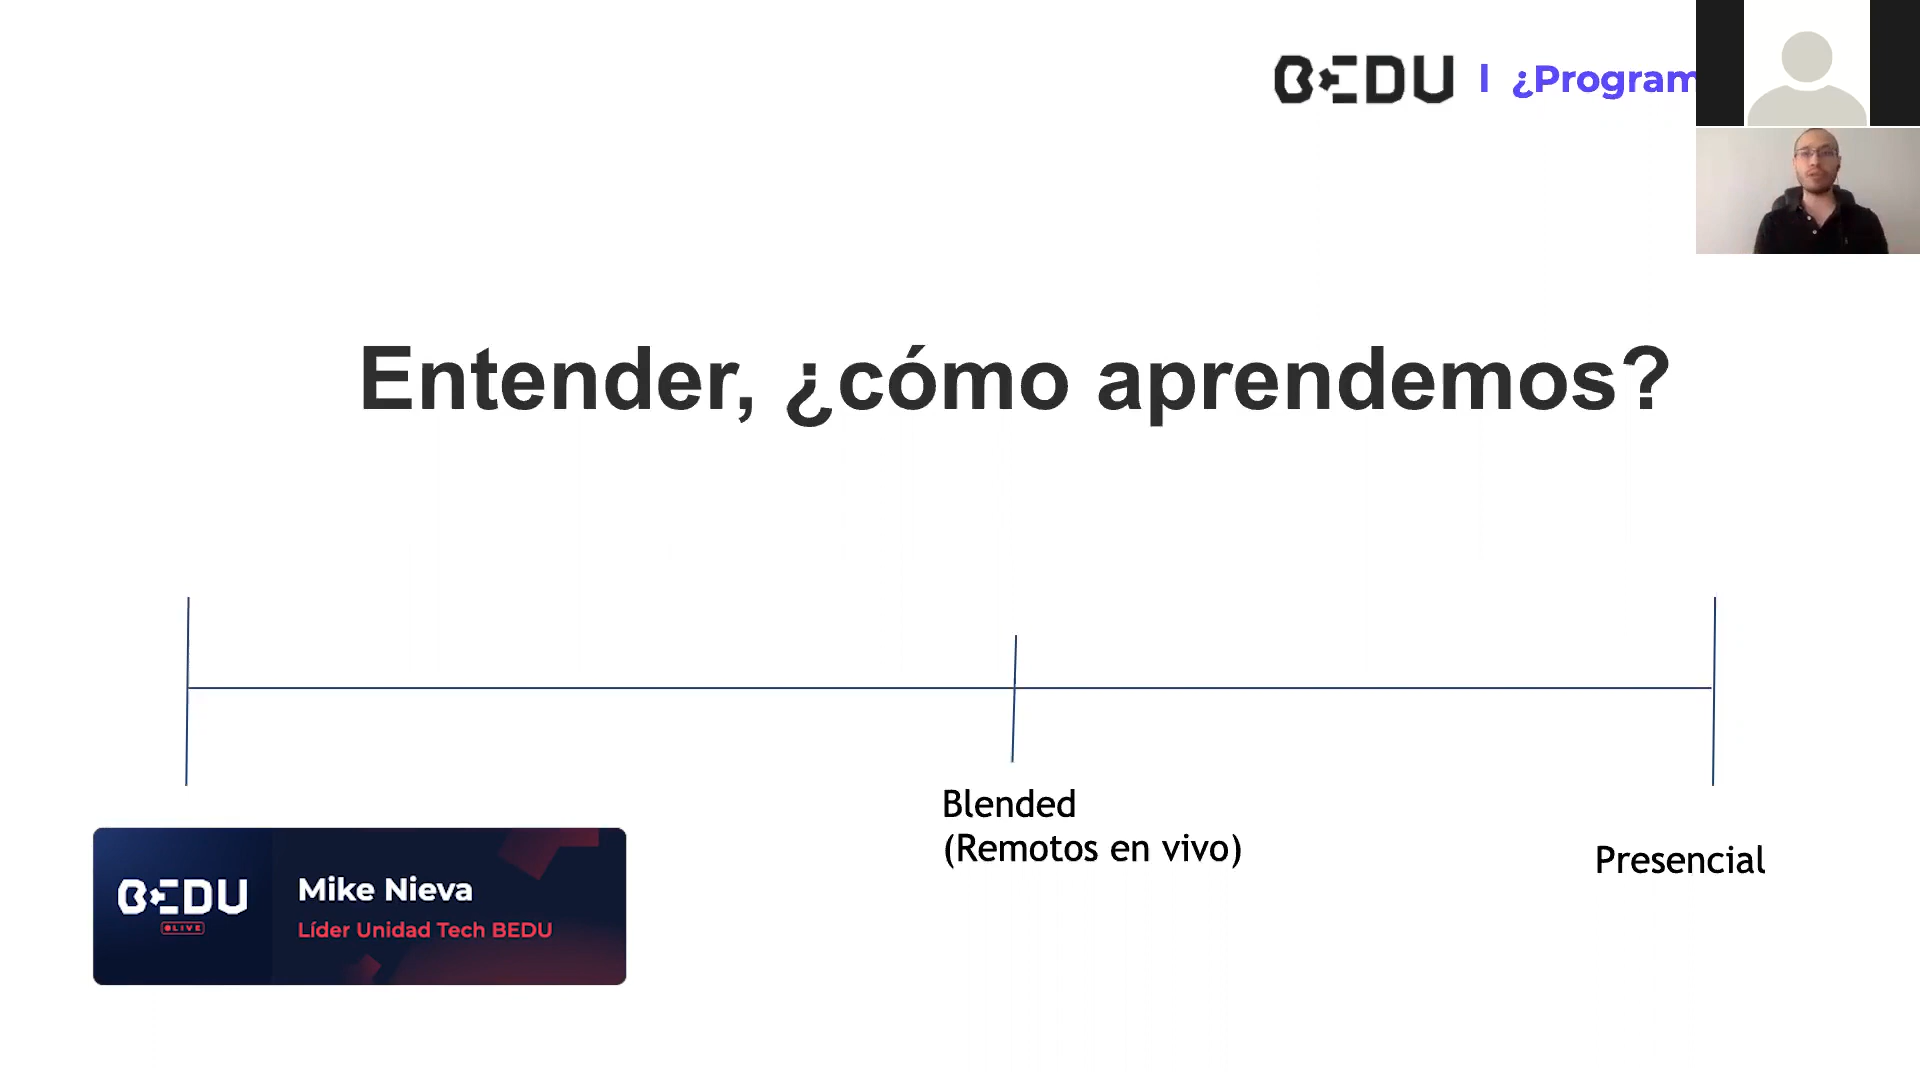 BEDU | ¿Program
Entender, ¿cómo aprendemos?
Blended
(Remotos en vivo)
Presencial
BEDU
LIVE
Mike Nieva
Líder Unidad Tech BEDU